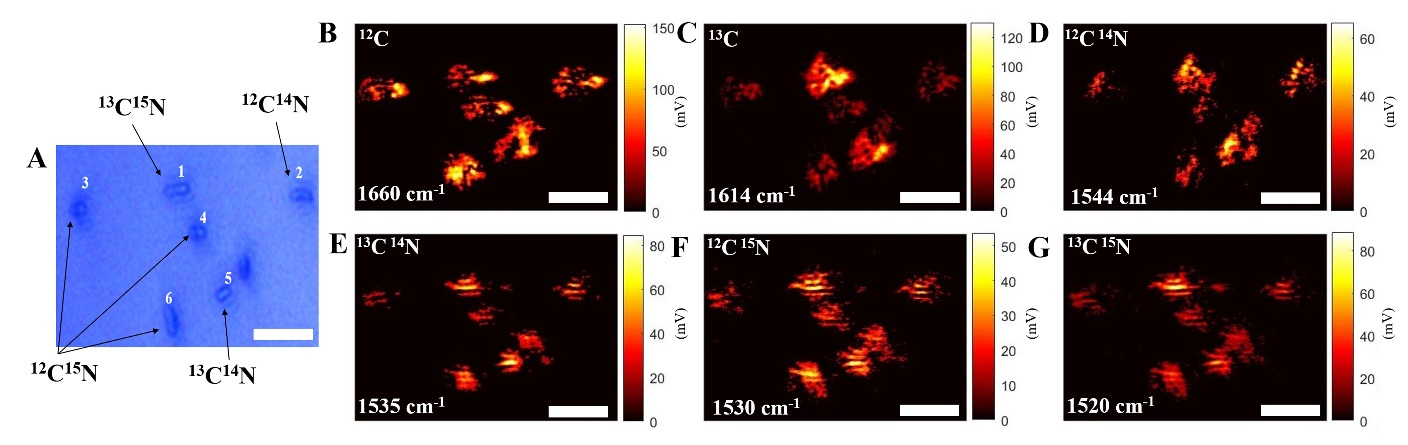 A
¹³C¹⁵N
¹²C¹⁴N
1
2
3
4
5
6
¹²C¹⁵N
¹³C¹⁴N
B
¹²C
1660 cm⁻¹
150
100
50
0
(mV)
C
¹³C
1614 cm⁻¹
120
100
80
60
40
20
0
(mV)
D
¹²C ¹⁴N
1544 cm⁻¹
60
40
20
0
(mV)
E
¹³C ¹⁴N
1535 cm⁻¹
80
60
40
20
0
(mV)
F
¹²C ¹⁵N
1530 cm⁻¹
50
40
30
20
10
0
(mV)
G
¹³C ¹⁵N
1520 cm⁻¹
80
60
40
20
0
(mV)